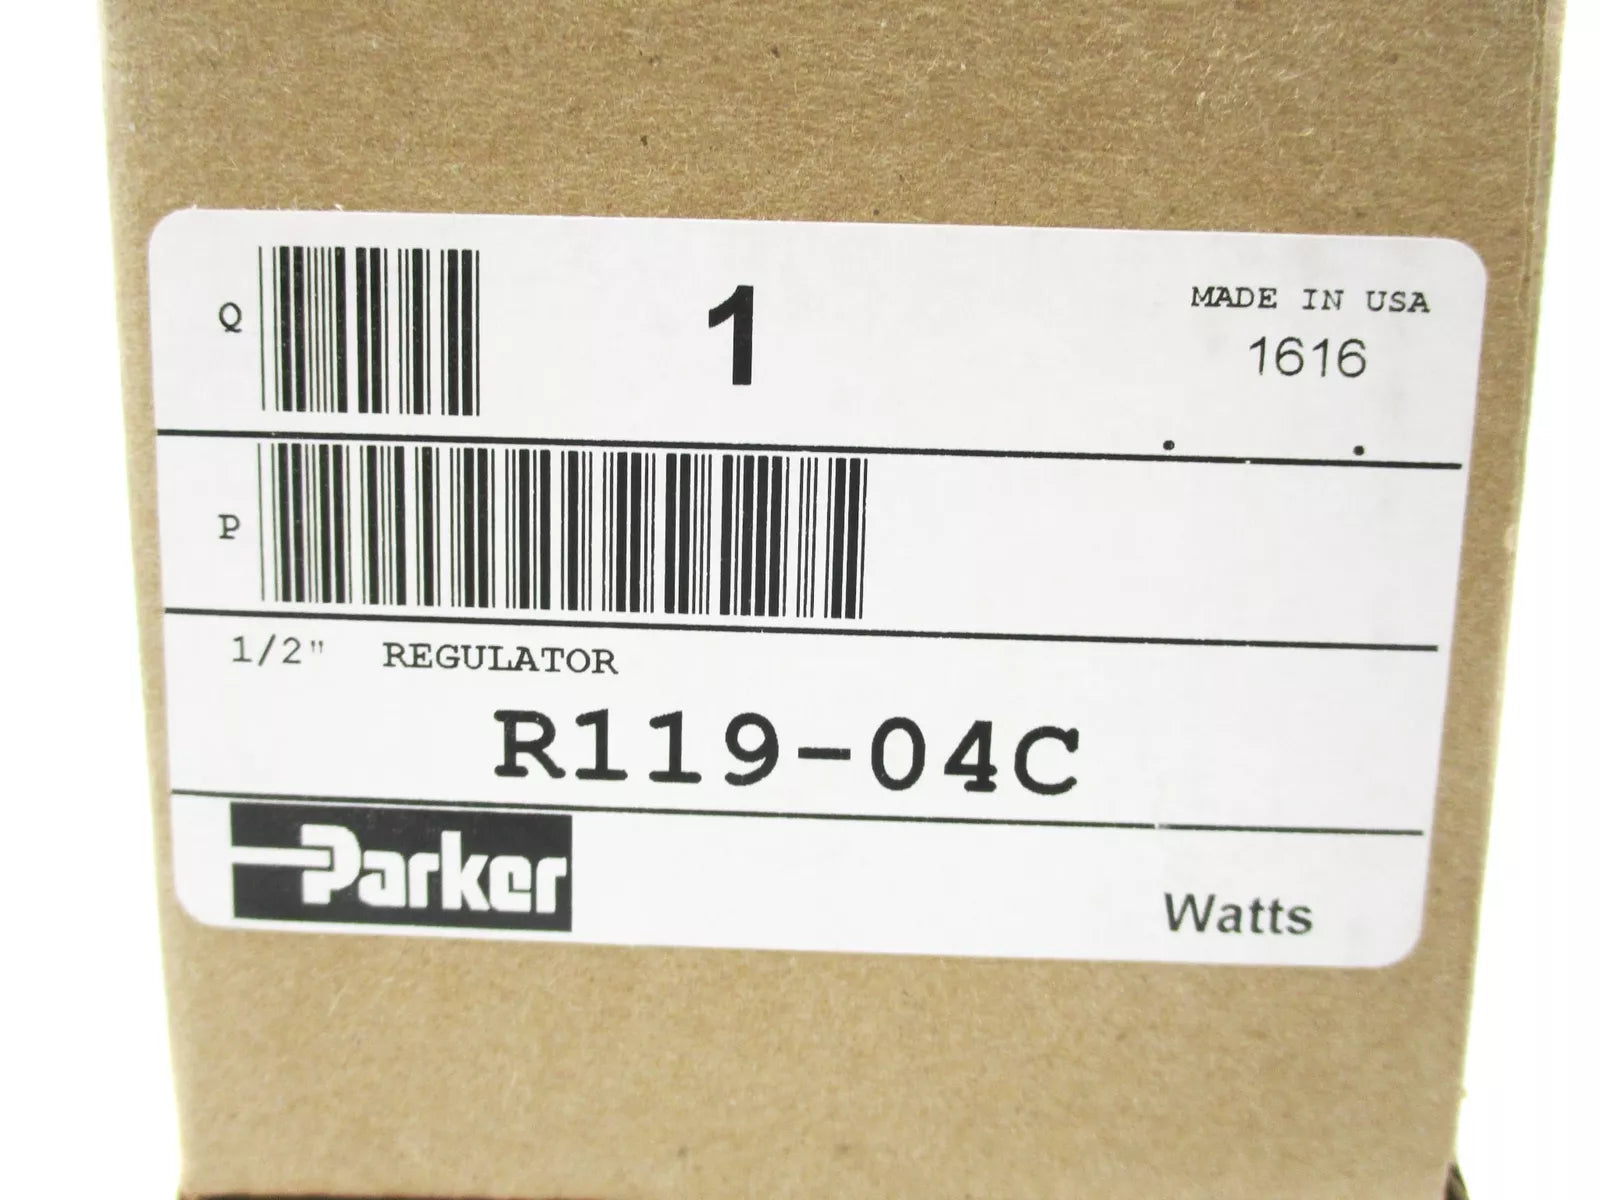 Q 1 MADE IN USA
1616
P
1/2" REGULATOR
R119-04C
Parker Watts